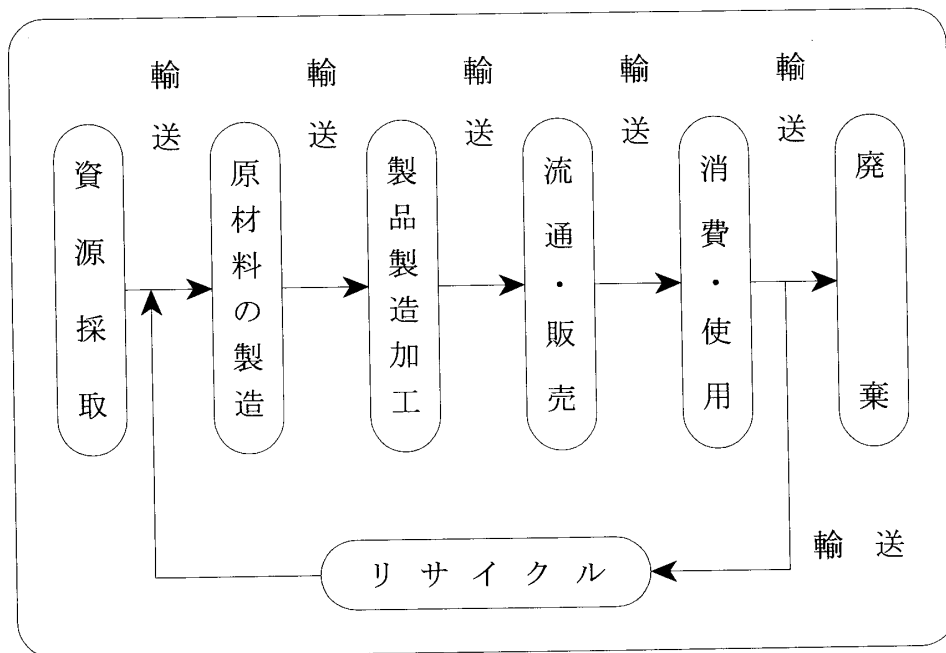 輸送
輸送
輸送
輸送
輸送
資源採取
原材料の製造
製品製造加工
流通・販売
消費・使用
廃棄
輸送
リサイクル